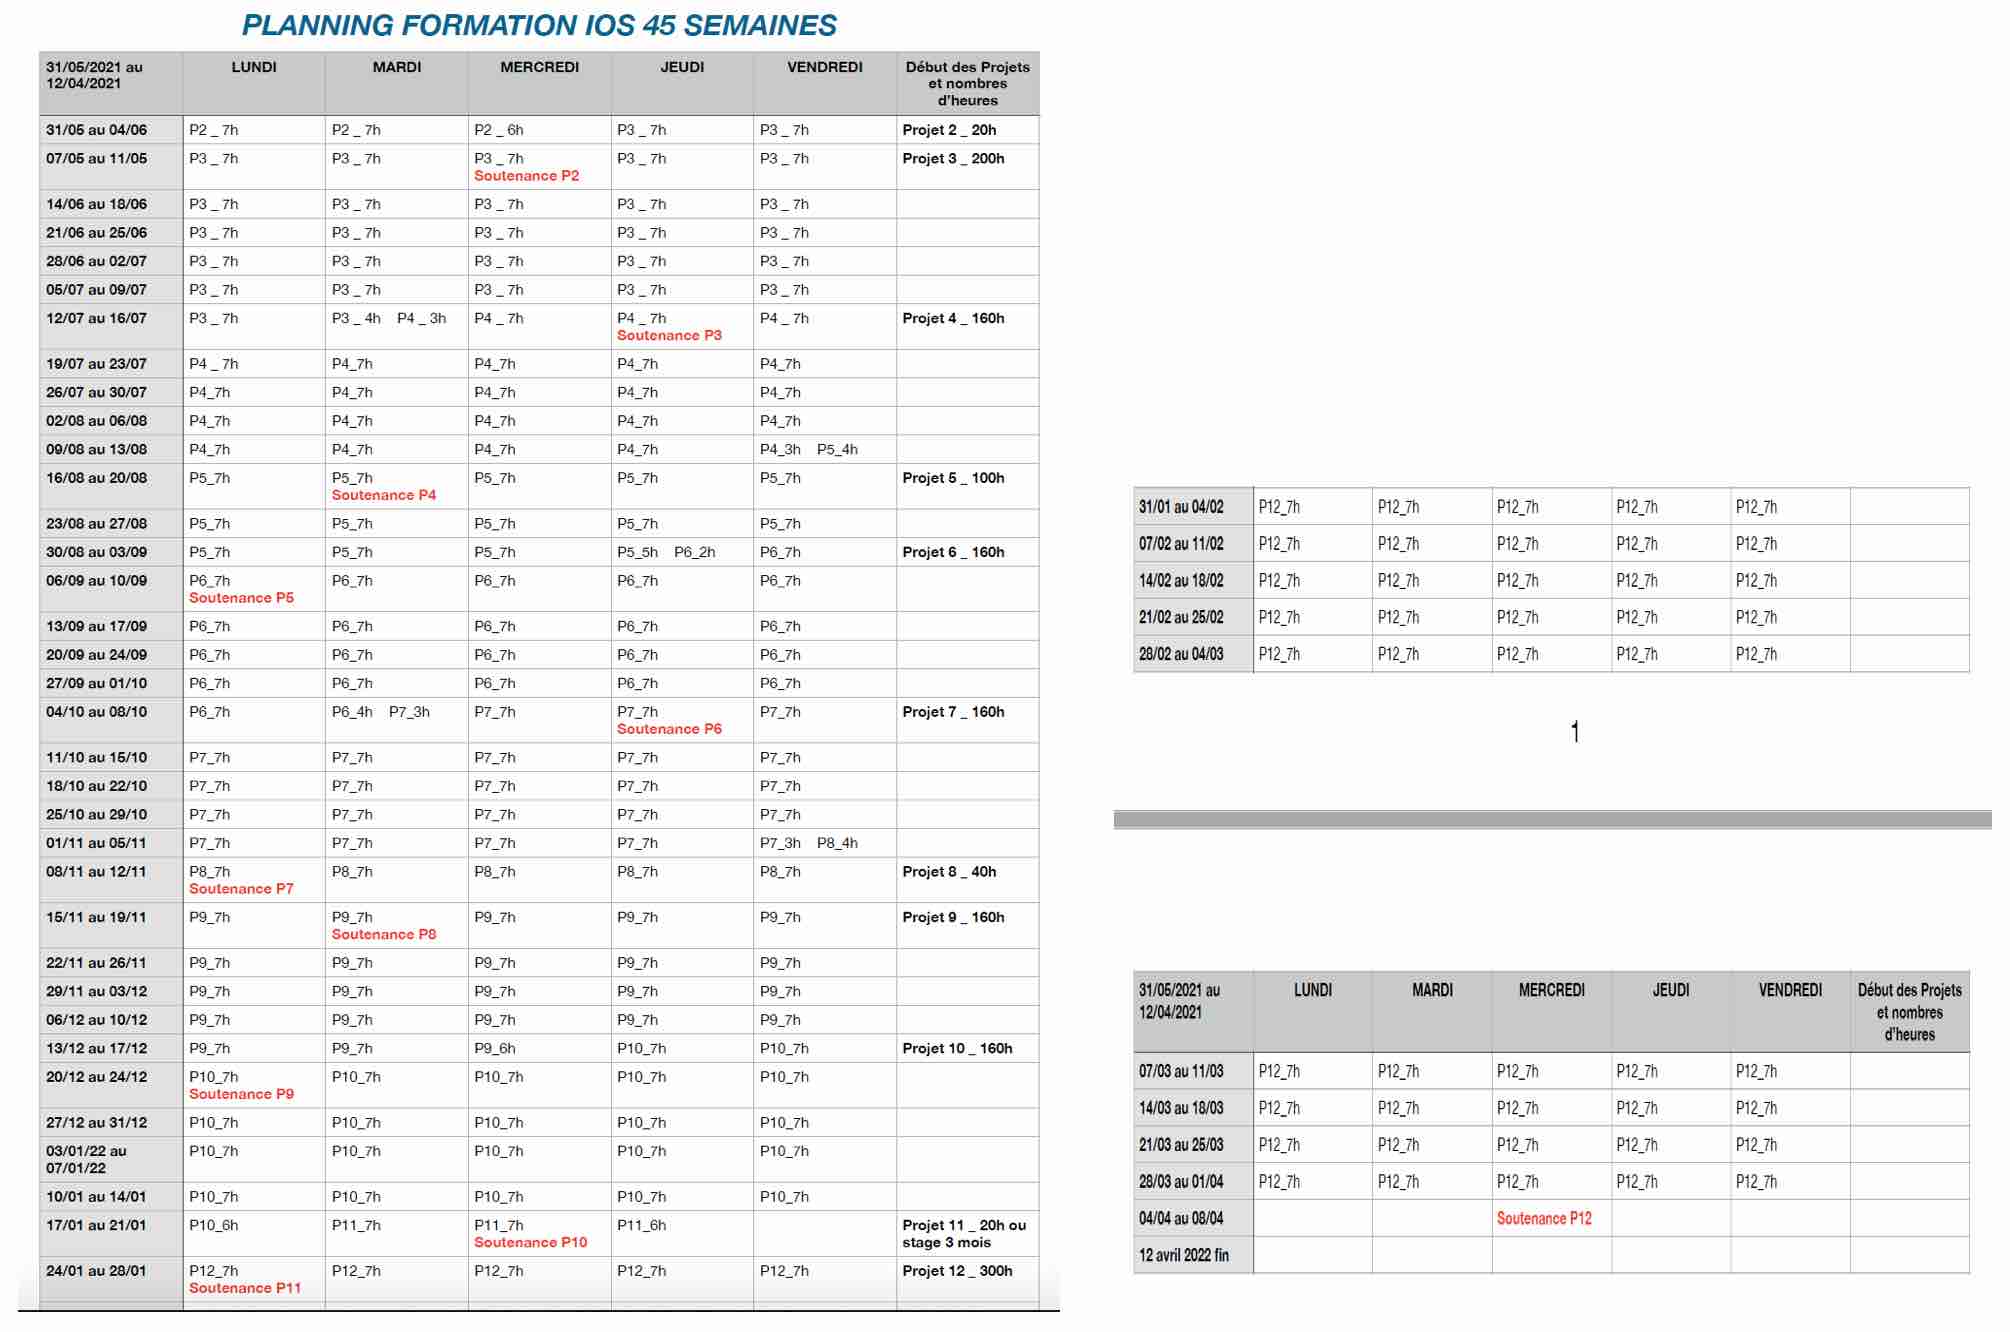 PLANNING FORMATION IOS 45 SEMAINES
31/05/2021 au 12/04/2021 LUNDI MARDI MERCREDI JEUDI VENDREDI Début des Projets et nombres d'heures
31/05 au 04/06 P2 _ 7h P2 _ 7h P2 _ 6h P3 _ 7h P3 _ 7h Projet 2 _ 20h
07/05 au 11/05 P3 _ 7h P3 _ 7h P3 _ 7h Soutenance P2 P3 _ 7h P3 _ 7h Projet 3 _ 200h
14/06 au 18/06 P3 _ 7h P3 _ 7h P3 _ 7h P3 _ 7h P3 _ 7h
21/06 au 25/06 P3 _ 7h P3 _ 7h P3 _ 7h P3 _ 7h P3 _ 7h
28/06 au 02/07 P3 _ 7h P3 _ 7h P3 _ 7h P3 _ 7h P3 _ 7h
05/07 au 09/07 P3 _ 7h P3 _ 7h P3 _ 7h P3 _ 7h P3 _ 7h
12/07 au 16/07 P3 _ 7h P3 _ 4h P4 _ 3h P4 _ 7h P4 _ 7h Soutenance P3 P4 _ 7h Projet 4 _ 160h
19/07 au 23/07 P4 _ 7h P4_7h P4_7h P4_7h P4_7h
26/07 au 30/07 P4_7h P4_7h P4_7h P4_7h P4_7h
02/08 au 06/08 P4_7h P4_7h P4_7h P4_7h P4_7h
09/08 au 13/08 P4_7h P4_7h P4_7h P4_7h P4_3h P5_4h
16/08 au 20/08 P5_7h P5_7h Soutenance P4 P5_7h P5_7h P5_7h Projet 5 _ 100h
23/08 au 27/08 P5_7h P5_7h P5_7h P5_7h P5_7h
30/08 au 03/09 P5_7h P5_7h P5_7h P5_5h P6_2h P6_7h Projet 6 _ 160h
06/09 au 10/09 P6_7h Soutenance P5 P6_7h P6_7h P6_7h P6_7h
13/09 au 17/09 P6_7h P6_7h P6_7h P6_7h P6_7h
20/09 au 24/09 P6_7h P6_7h P6_7h P6_7h P6_7h
27/09 au 01/10 P6_7h P6_7h P6_7h P6_7h P6_7h
04/10 au 08/10 P6_7h P6_4h P7_3h P7_7h P7_7h Soutenance P6 P7_7h Projet 7 _ 160h
11/10 au 15/10 P7_7h P7_7h P7_7h P7_7h P7_7h
18/10 au 22/10 P7_7h P7_7h P7_7h P7_7h P7_7h
25/10 au 29/10 P7_7h P7_7h P7_7h P7_7h P7_7h
01/11 au 05/11 P7_7h P7_7h P7_7h P7_7h P7_3h P8_4h
08/11 au 12/11 P8_7h Soutenance P7 P8_7h P8_7h P8_7h P8_7h Projet 8 _ 40h
15/11 au 19/11 P9_7h P9_7h Soutenance P8 P9_7h P9_7h P9_7h Projet 9 _ 160h
22/11 au 26/11 P9_7h P9_7h P9_7h P9_7h P9_7h
29/11 au 03/12 P9_7h P9_7h P9_7h P9_7h P9_7h
06/12 au 10/12 P9_7h P9_7h P9_7h P9_7h P9_7h
13/12 au 17/12 P9_7h P9_7h P9_6h P10_7h P10_7h Projet 10 _ 160h
20/12 au 24/12 P10_7h Soutenance P9 P10_7h P10_7h P10_7h P10_7h
27/12 au 31/12 P10_7h P10_7h P10_7h P10_7h P10_7h
03/01/22 au 07/01/22 P10_7h P10_7h P10_7h P10_7h P10_7h
10/01 au 14/01 P10_7h P10_7h P10_7h P10_7h P10_7h
17/01 au 21/01 P10_6h P11_7h P11_7h Soutenance P10 P11_6h Projet 11 _ 20h ou stage 3 mois
24/01 au 28/01 P12_7h Soutenance P11 P12_7h P12_7h P12_7h P12_7h Projet 12 _ 300h
31/01 au 04/02 P12_7h P12_7h P12_7h P12_7h P12_7h
07/02 au 11/02 P12_7h P12_7h P12_7h P12_7h P12_7h
14/02 au 18/02 P12_7h P12_7h P12_7h P12_7h P12_7h
21/02 au 25/02 P12_7h P12_7h P12_7h P12_7h P12_7h
28/02 au 04/03 P12_7h P12_7h P12_7h P12_7h P12_7h
1
31/05/2021 au 12/04/2021 LUNDI MARDI MERCREDI JEUDI VENDREDI Début des Projets et nombres d'heures
07/03 au 11/03 P12_7h P12_7h P12_7h P12_7h P12_7h
14/03 au 18/03 P12_7h P12_7h P12_7h P12_7h P12_7h
21/03 au 25/03 P12_7h P12_7h P12_7h P12_7h P12_7h
28/03 au 01/04 P12_7h P12_7h P12_7h P12_7h P12_7h
04/04 au 08/04 Soutenance P12
12 avril 2022 fin